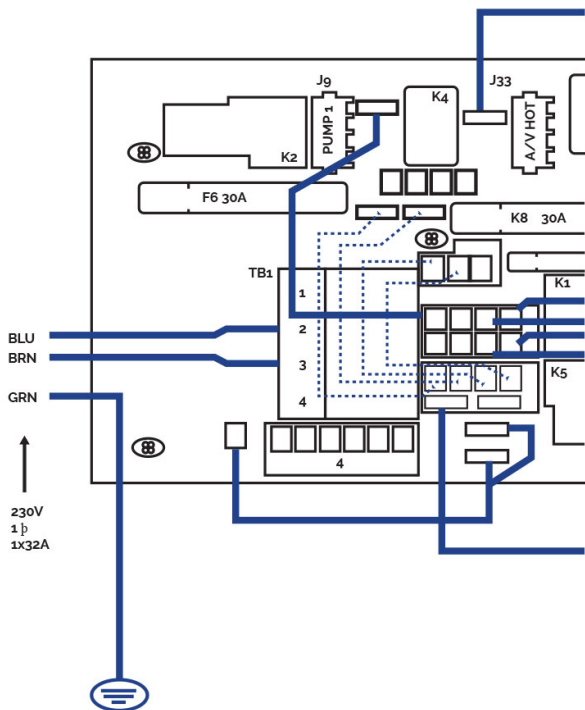 J9
J33
PUMP 1
K4
A/V HOT
K2
F6 30A
K8 30A
TB1
1
K1
2
BLU
BRN
3
K5
GRN
4
4
230V
1 þ
1x32A